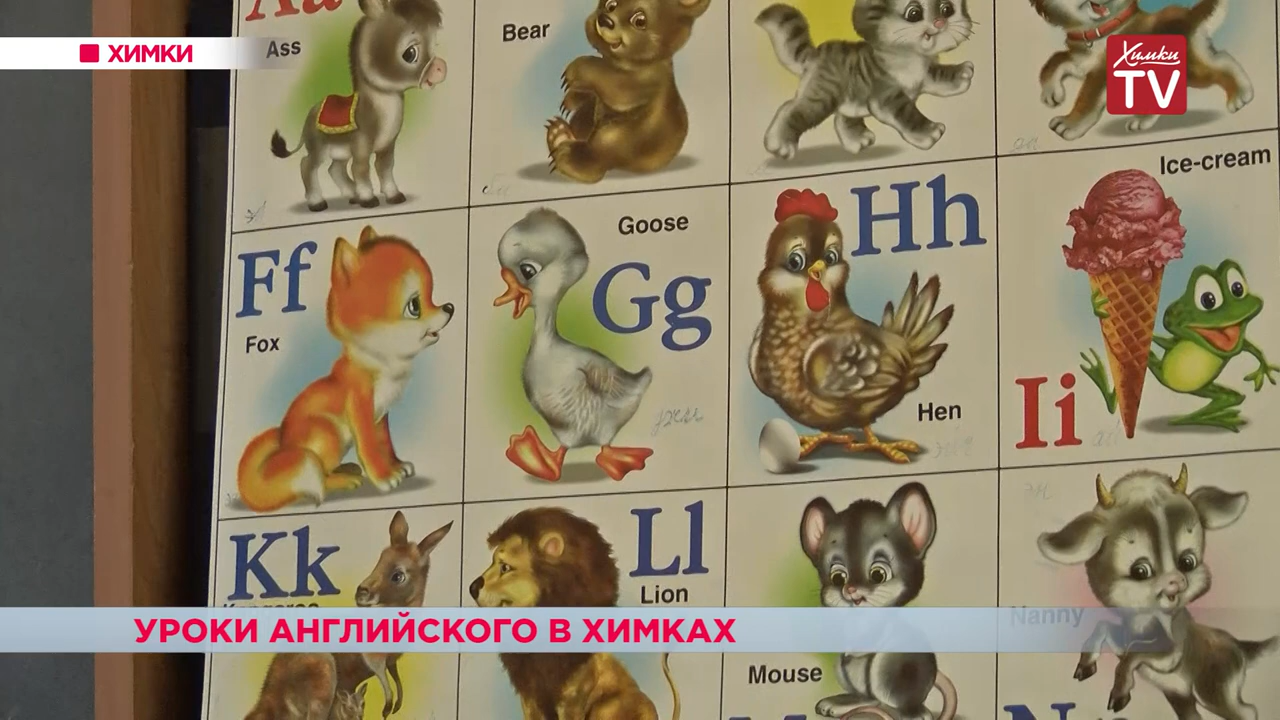 Aa
Ass
Bear
ХИМКИ
Химки
TV
Ice-cream
Ff
Fox
Goose
Gg
Hh
Hen
Ii
Kk
Kangaroo
Ll
Lion
Mouse
Nanny
УРОКИ АНГЛИЙСКОГО В ХИМКАХ